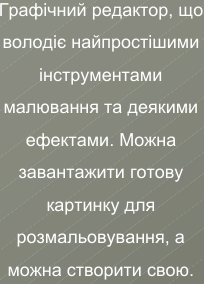 Графічний редактор, що
володіє найпростішими
інструментами
малювання та деякими
ефектами. Можна
завантажити готову
картинку для
розмальовування, а
можна створити свою.